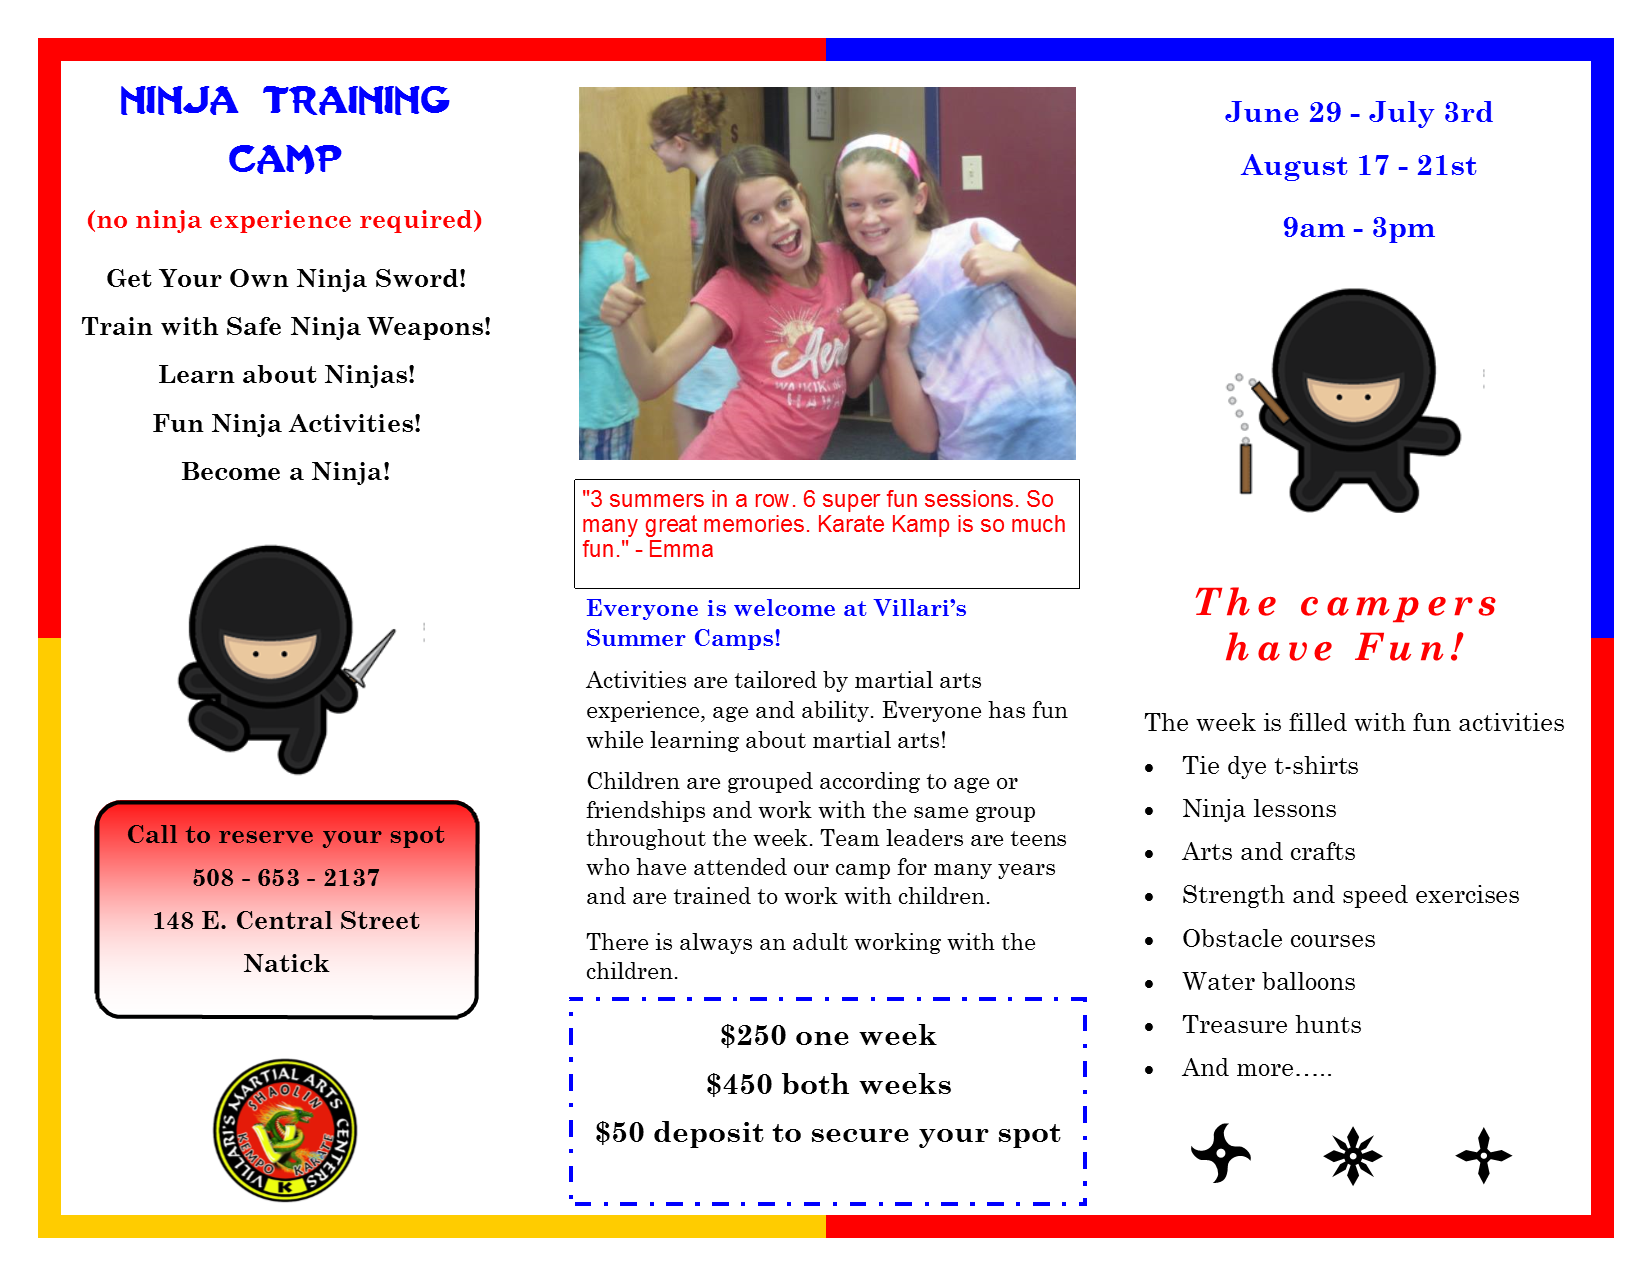 NINJA TRAINING
CAMP
(no ninja experience required)
Get Your Own Ninja Sword!
Train with Safe Ninja Weapons!
Learn about Ninjas!
Fun Ninja Activities!
Become a Ninja!
Call to reserve your spot
508 - 653 - 2137
148 E. Central Street
Natick
VILLARI'S MARTIAL ARTS CENTERS
SHAOLIN
KEMPO KARATE
V
K
S
Aero
WAIKIKI
HAWAII
"3 summers in a row. 6 super fun sessions. So
many great memories. Karate Kamp is so much
fun." - Emma
Everyone is welcome at Villari’s
Summer Camps!
Activities are tailored by martial arts
experience, age and ability. Everyone has fun
while learning about martial arts!
Children are grouped according to age or
friendships and work with the same group
throughout the week. Team leaders are teens
who have attended our camp for many years
and are trained to work with children.
There is always an adult working with the
children.
$250 one week
$450 both weeks
$50 deposit to secure your spot
June 29 - July 3rd
August 17 - 21st
9am - 3pm
The campers
have Fun!
The week is filled with fun activities
• Tie dye t-shirts
• Ninja lessons
• Arts and crafts
• Strength and speed exercises
• Obstacle courses
• Water balloons
• Treasure hunts
• And more…..